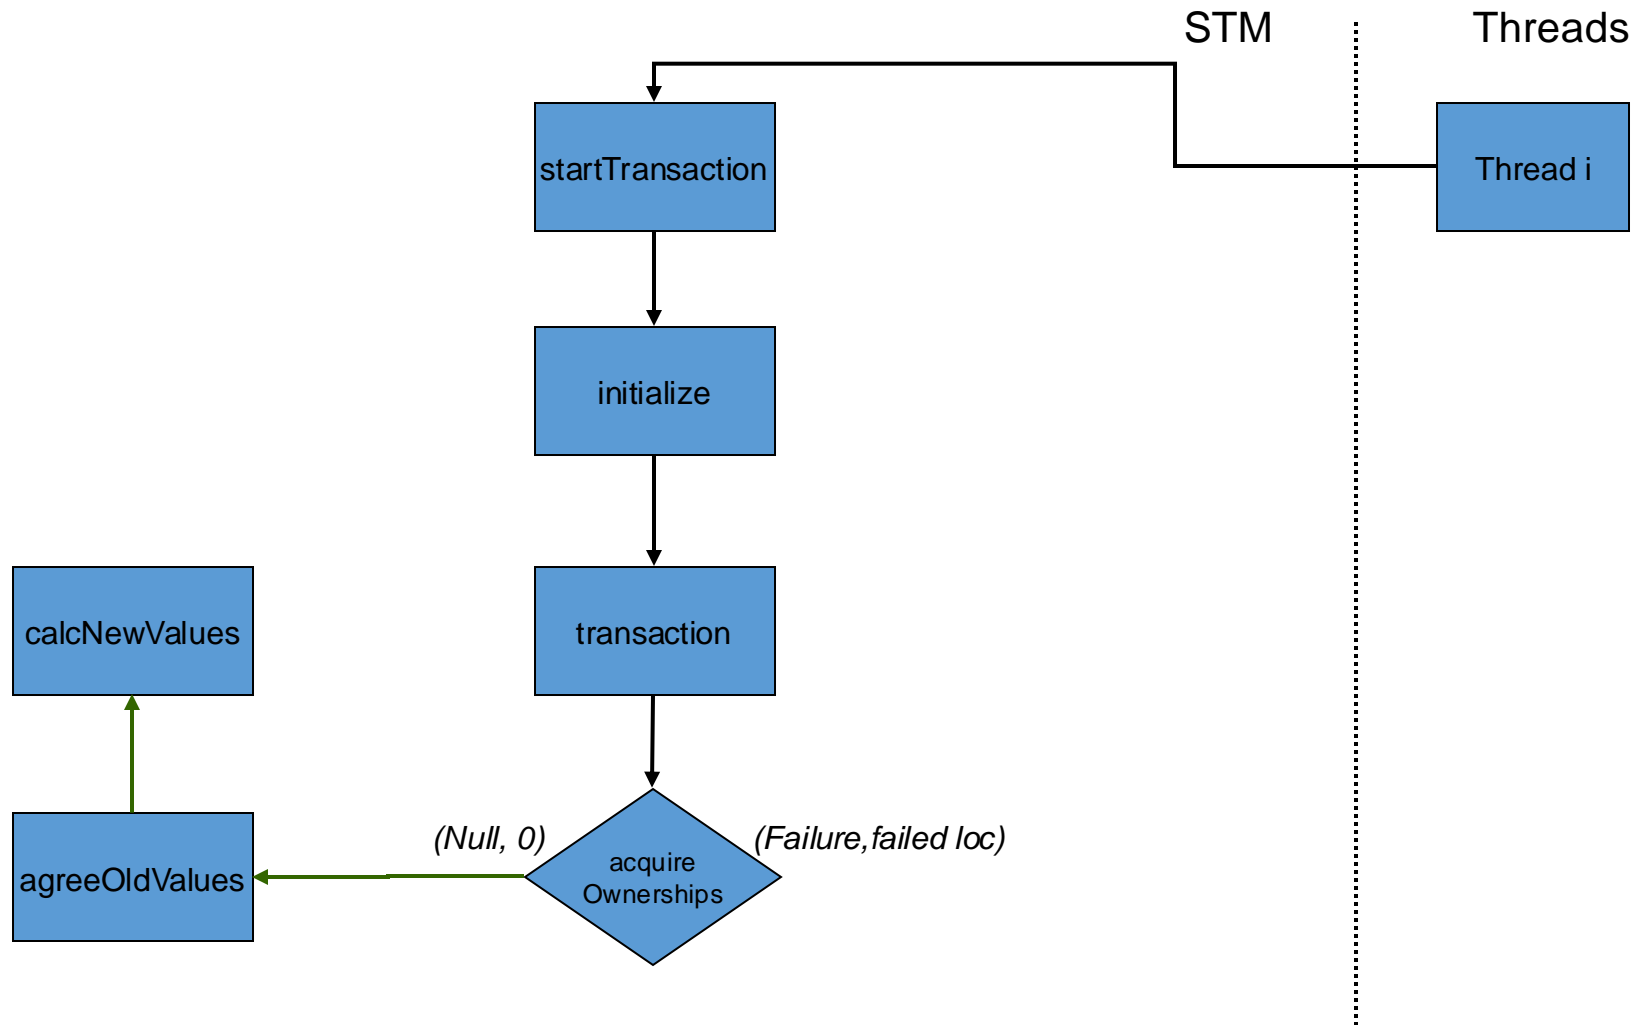 STM
Threads
startTransaction
Thread i
initialize
calcNewValues
transaction
(Null, 0)
(Failure,failed loc)
agreeOldValues
acquire
Ownerships